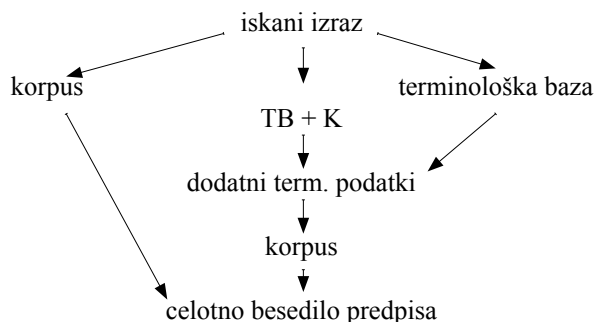 iskani izraz
korpus
terminološka baza
TB + K
dodatni term. podatki
korpus
celotno besedilo predpisa